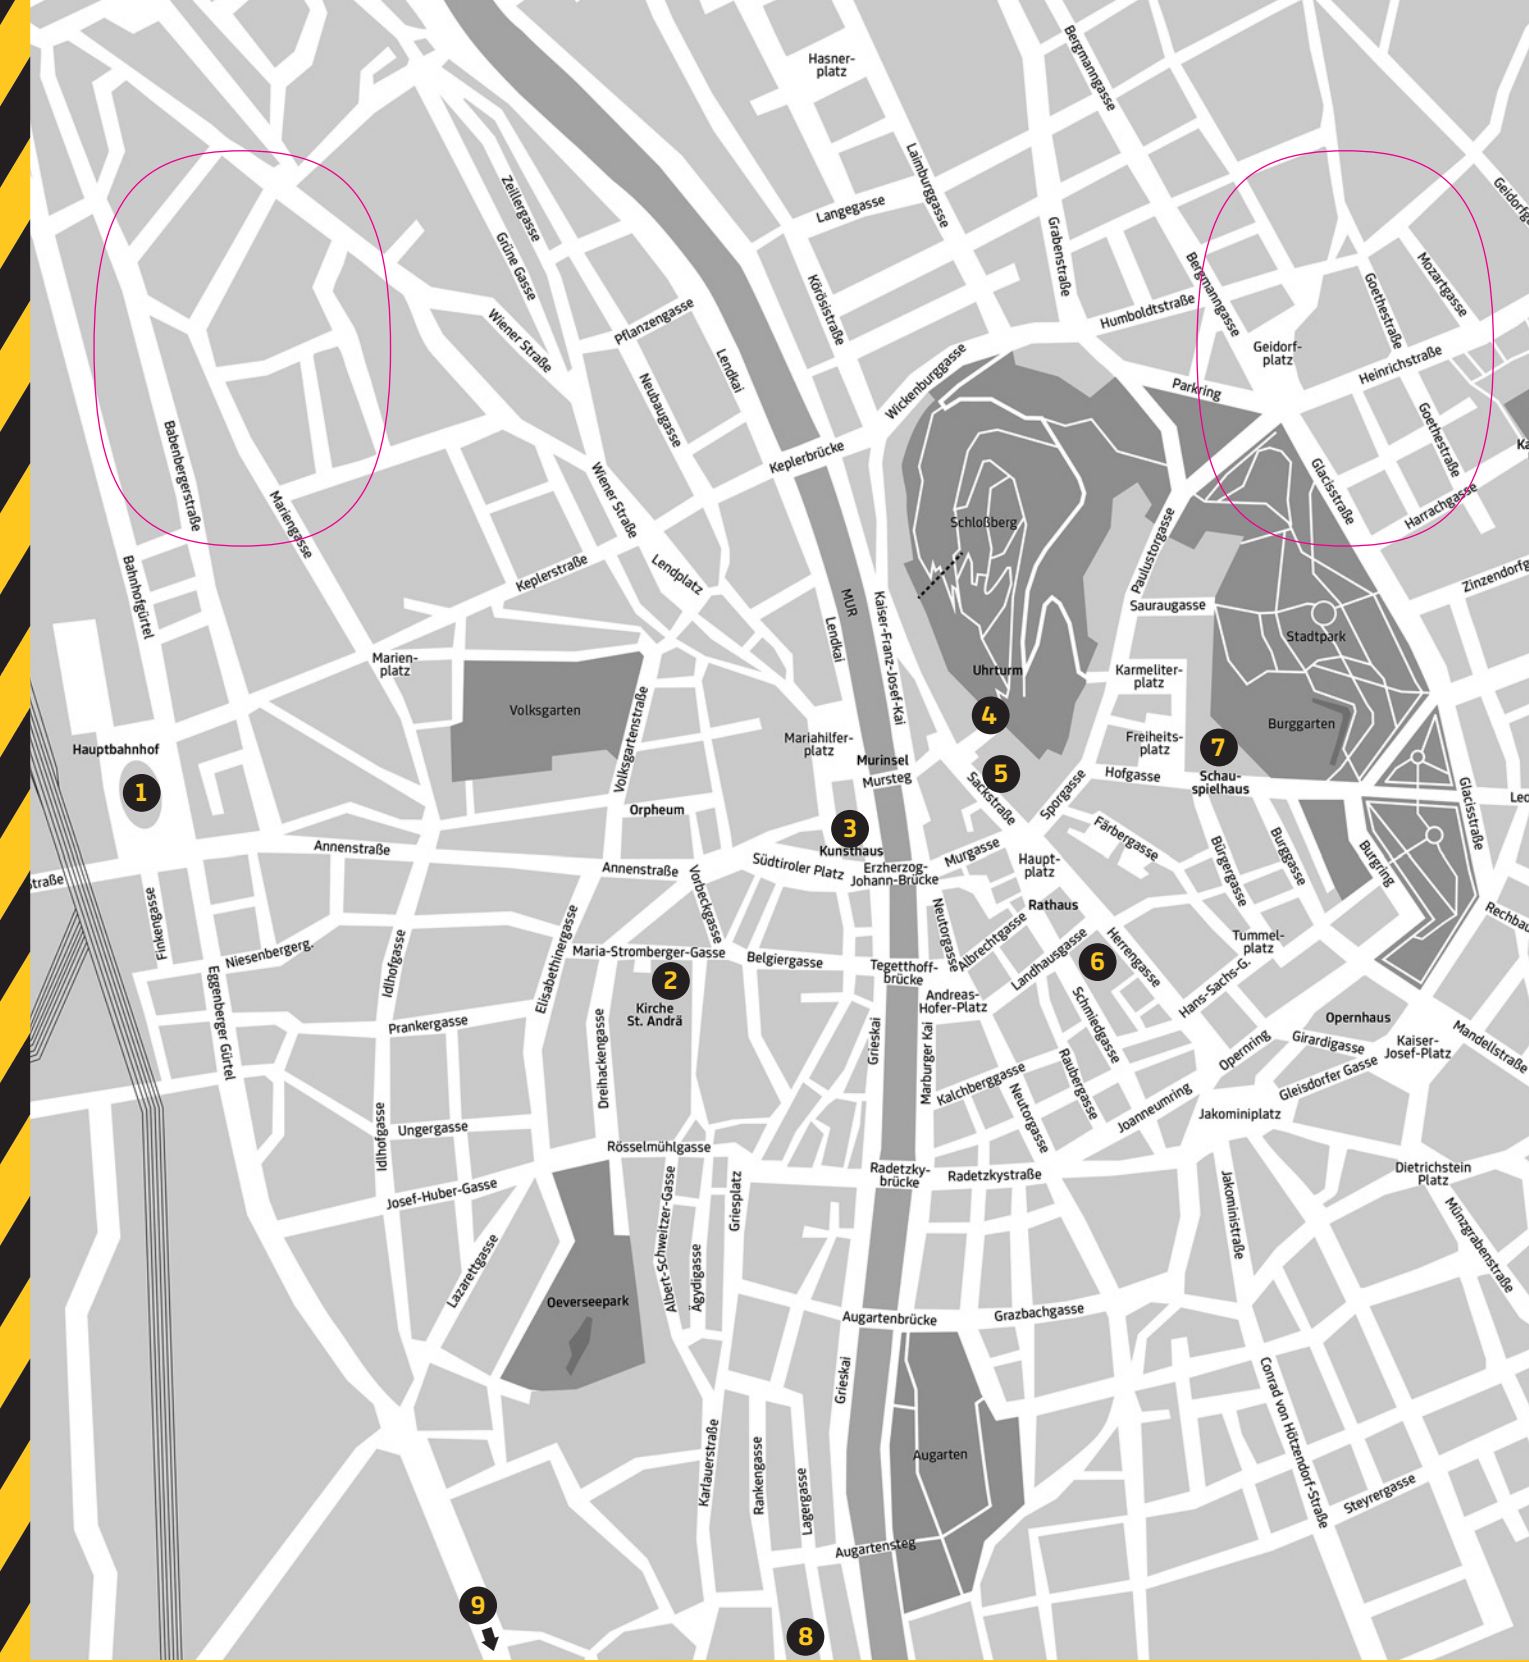 Hasner-
platz
Bergmanngasse
Laimburggasse
Zeillergasse
Grüne Gasse
Langegasse
Grabenstraße
Körösistraße
Bergmanngasse
Humboldtstraße
Goethestraße
Mozartgasse
Wiener Straße
Pflanzengasse
Lendkai
Neubaugasse
Wickenburggasse
Geidorf-
platz
Parkring
Heinrichstraße
Goethestraße
Harrachgasse
Glacisstraße
Babenbergerstraße
Mariengasse
Wiener Straße
Keplerbrücke
Schloßberg
Paulustorgasse
Bahnhofgürtel
Keplerstraße
Lendplatz
MUR
Lendkai
Kaiser-Franz-Josef-Kai
Sauraugasse
Stadtpark
Marien-
platz
Uhrturm
Karmeliter-
platz
Volksgarten
Volksgartenstraße
4
Burggarten
Hauptbahnhof
Mariahilfer-
platz
Freiheits-
platz
7
Murinsel
Mursteg
5
Sackstraße
Sporgasse
Hofgasse
Schau-
spielhaus
1
Orpheum
3
Kunsthaus
Glacisstraße
Annenstraße
Annenstraße
Südtiroler Platz
Erzherzog-
Johann-Brücke
Murgasse
Haupt-
platz
Färbergasse
Bürgergasse
Burggasse
Burgring
Finkengasse
Vorbeckgasse
Rathaus
Neutorgasse
Albrechtgasse
Landhausgasse
6
Herrengasse
Tummel-
platz
Niesenbergerg.
Idlhofgasse
Elisabethinergasse
Maria-Stromberger-Gasse
Belgiergasse
Tegetthoff-
brücke
Hans-Sachs-G.
2
Kirche
St. Andrä
Eggenberger Gürtel
Andreas-
Hofer-Platz
Schmiedgasse
Opernhaus
Prankergasse
Dreihackengasse
Grieskai
Marburger Kai
Opernring
Girardigasse
Kaiser-
Josef-Platz
Mandellstraße
Kalchberggasse
Raubergasse
Gleisdorfer Gasse
Neutorgasse
Joanneumring
Jakominiplatz
Idlhofgasse
Ungergasse
Rösselmühlgasse
Radetzky-
brücke
Radetzkystraße
Dietrichstein
Platz
Josef-Huber-Gasse
Albert-Schweitzer-Gasse
Griesplatz
Jakoministraße
Münzgrabenstraße
Lazarettgasse
Ägydigasse
Oeverseepark
Augartenbrücke
Grazbachgasse
Grieskai
Conrad von Hötzendorf-Straße
Karlauerstraße
Rankengasse
Lagergasse
Augarten
Steyrergasse
Augartensteg
9
8